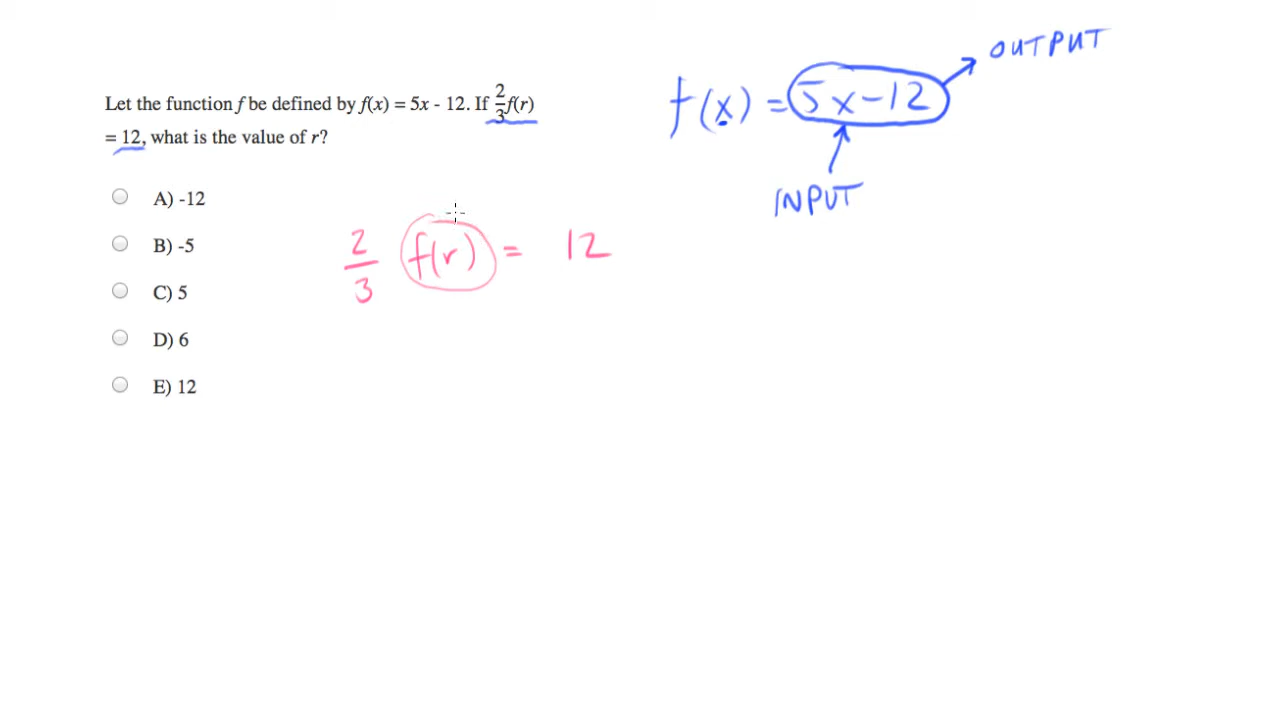 Let the function f be defined by f(x) = 5x - 12. If 2/3 f(r)
= 12, what is the value of r?
A) -12
B) -5
C) 5
D) 6
E) 12
f(x) = 5x-12
OUTPUT
INPUT
2/3 f(r) = 12